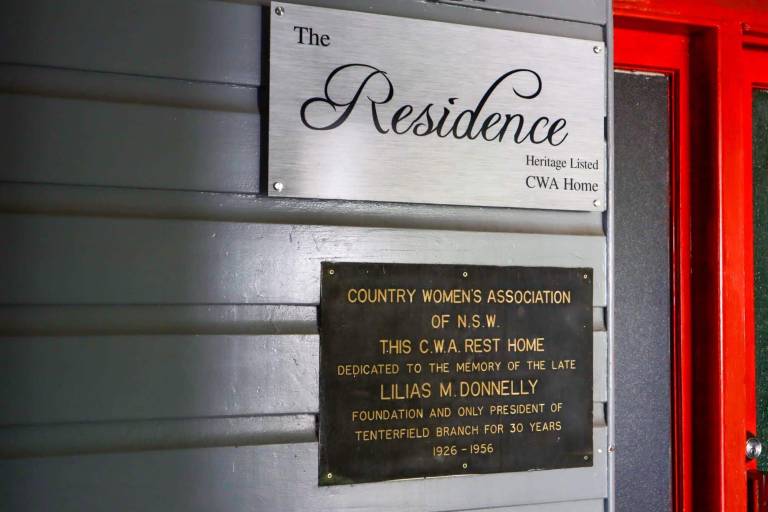 The
Residence
Heritage Listed
CWA Home
COUNTRY WOMEN'S ASSOCIATION
OF N.S.W.
THIS C.W.A. REST HOME
DEDICATED TO THE MEMORY OF THE LATE
LILIAS M. DONNELLY
FOUNDATION AND ONLY PRESIDENT OF
TENTERFIELD BRANCH FOR 30 YEARS
1926 - 1956